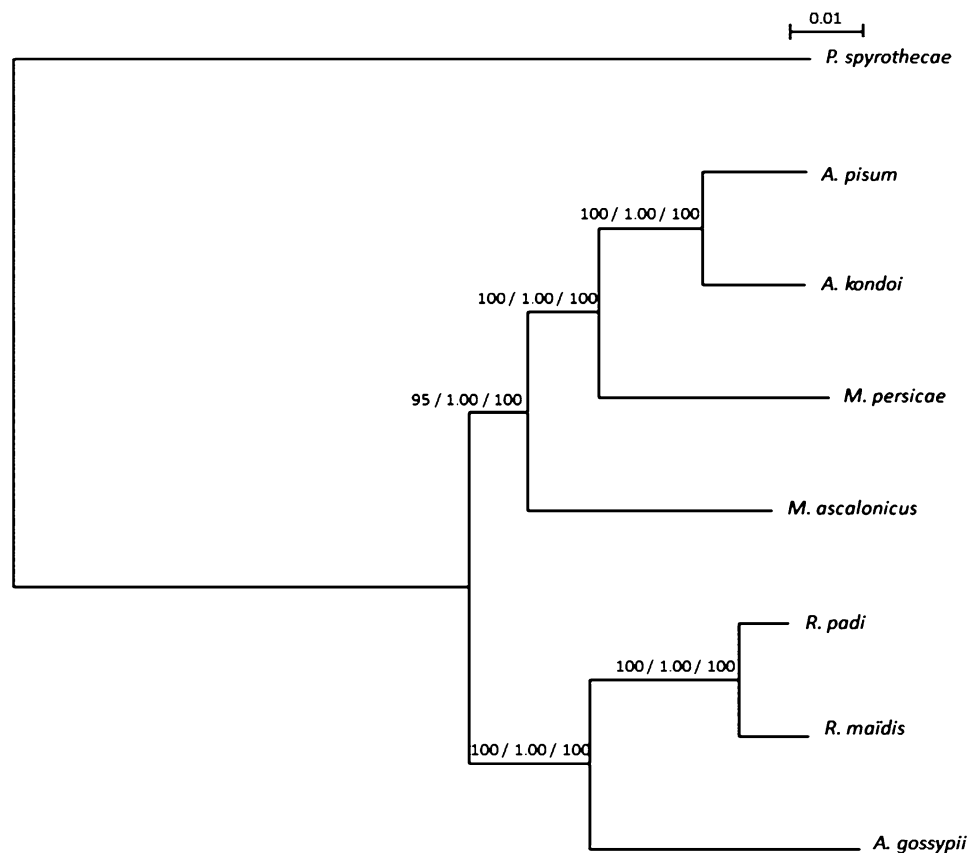 0.01
P. spyrothecae
A. pisum
100 / 1.00 / 100
A. kondoi
100 / 1.00 / 100
M. persicae
95 / 1.00 / 100
M. ascalonicus
R. padi
100 / 1.00 / 100
R. maïdis
100 / 1.00 / 100
A. gossypii